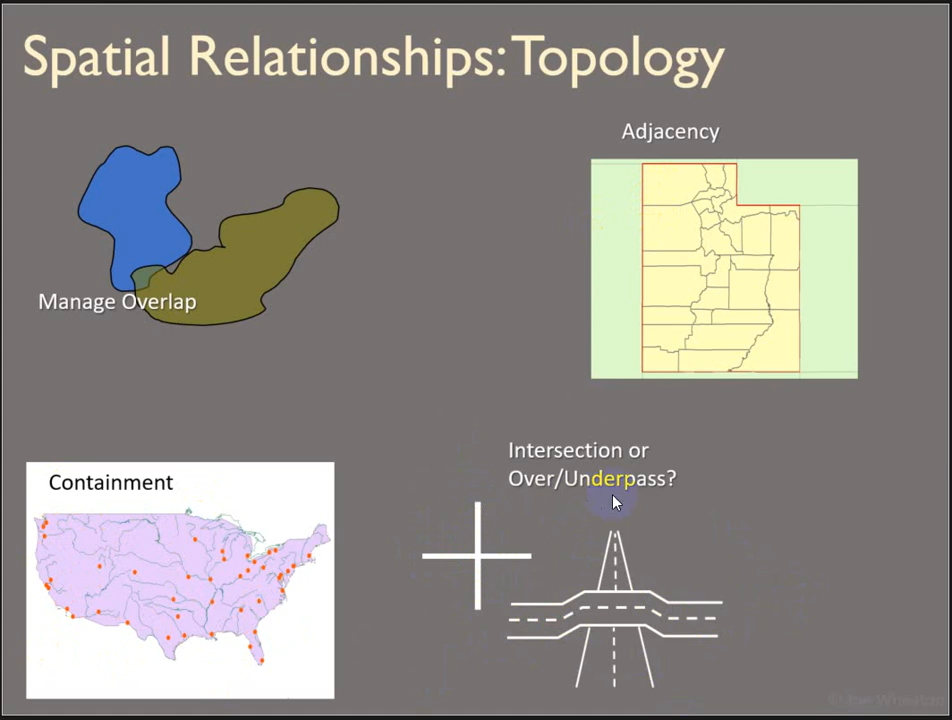 Spatial Relationships: Topology
Adjacency
Manage Overlap
Intersection or
Over/Underpass?
Containment